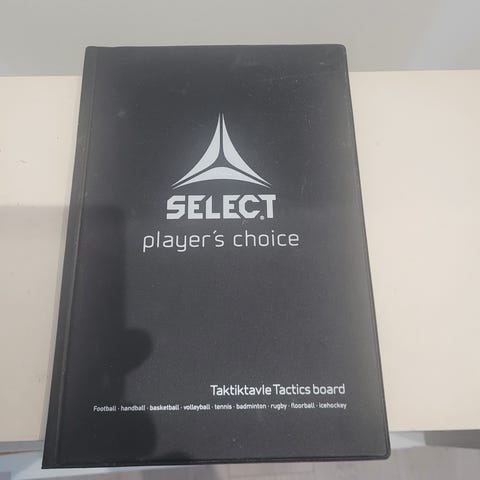 SELECT
player's choice
Taktiktavle Tactics board
Football · handball · basketball · volleyball · tennis · badminton · rugby · floorball · icehockey